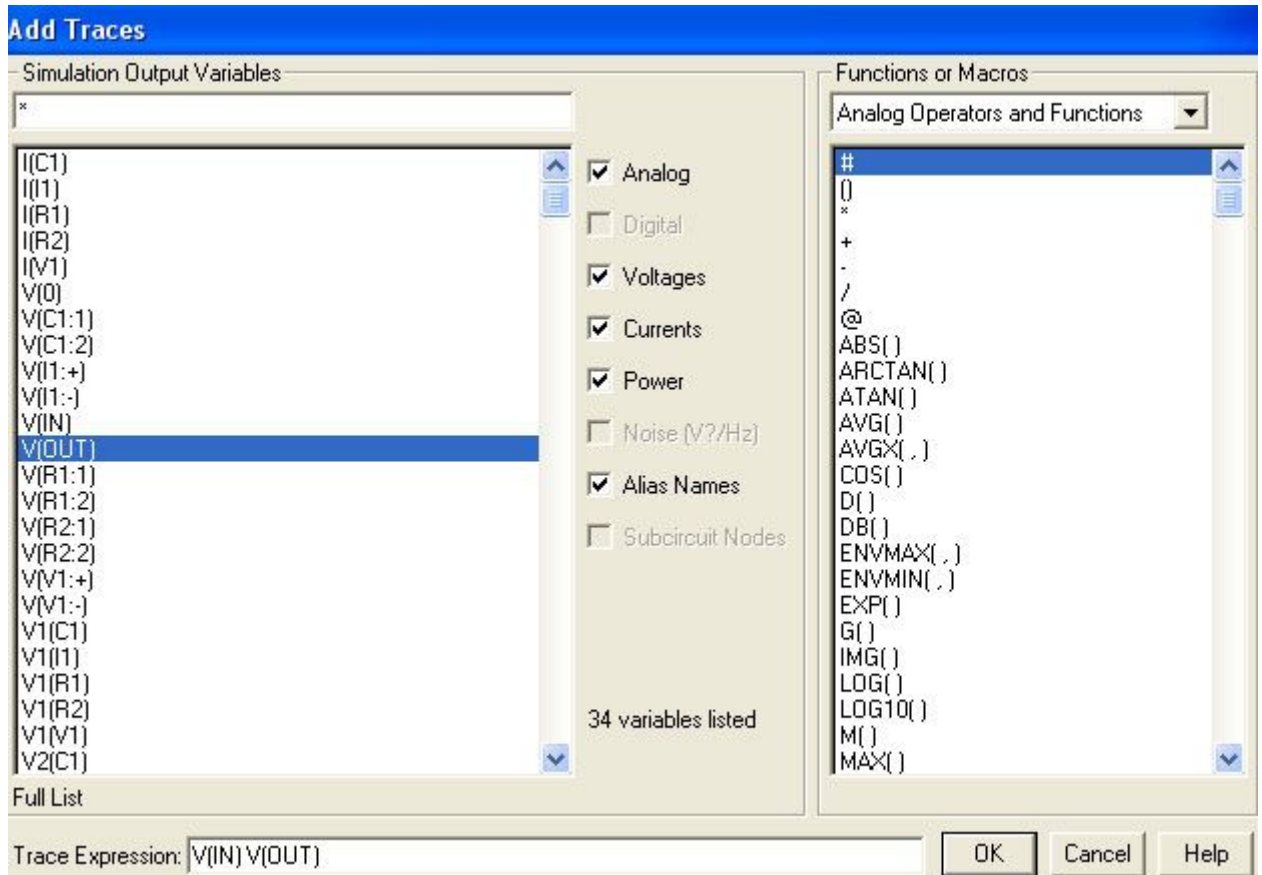 Add Traces
Simulation Output Variables
*
I(C1)
I(I1)
I(R1)
I(R2)
I(V1)
V(0)
V(C1:1)
V(C1:2)
V(I1:+)
V(I1:-)
V(IN)
V(OUT)
V(R1:1)
V(R1:2)
V(R2:1)
V(R2:2)
V(V1:+)
V(V1:-)
V1(C1)
V1(I1)
V1(R1)
V1(R2)
V1(V1)
V2(C1)
Full List
Analog
Digital
Voltages
Currents
Power
Noise (V?/Hz)
Alias Names
Subcircuit Nodes
34 variables listed
Functions or Macros
Analog Operators and Functions
#
()
*
+
-
/
@
ABS( )
ARCTAN( )
ATAN( )
AVG( )
AVGX( , )
COS( )
D( )
DB( )
ENVMAX( , )
ENVMIN( , )
EXP( )
G( )
IMG( )
LOG( )
LOG10( )
M( )
MAX( )
Trace Expression: V(IN) V(OUT)
OK
Cancel
Help